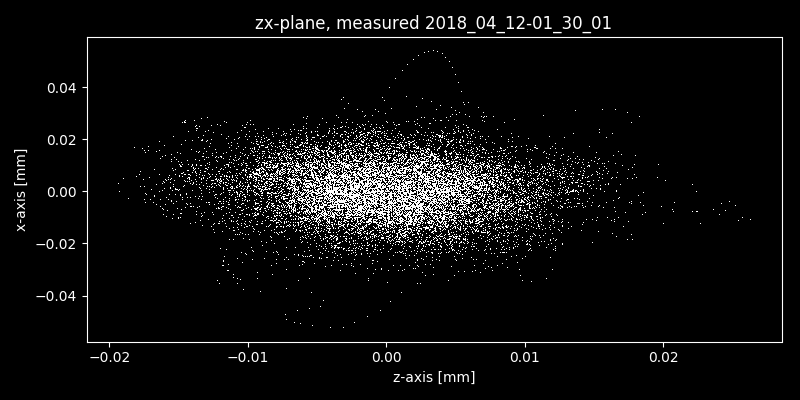 zx-plane, measured 2018_04_12-01_30_01
0.04
0.02
0.00
−0.02
−0.04
x-axis [mm]
−0.02 −0.01 0.00 0.01 0.02
z-axis [mm]